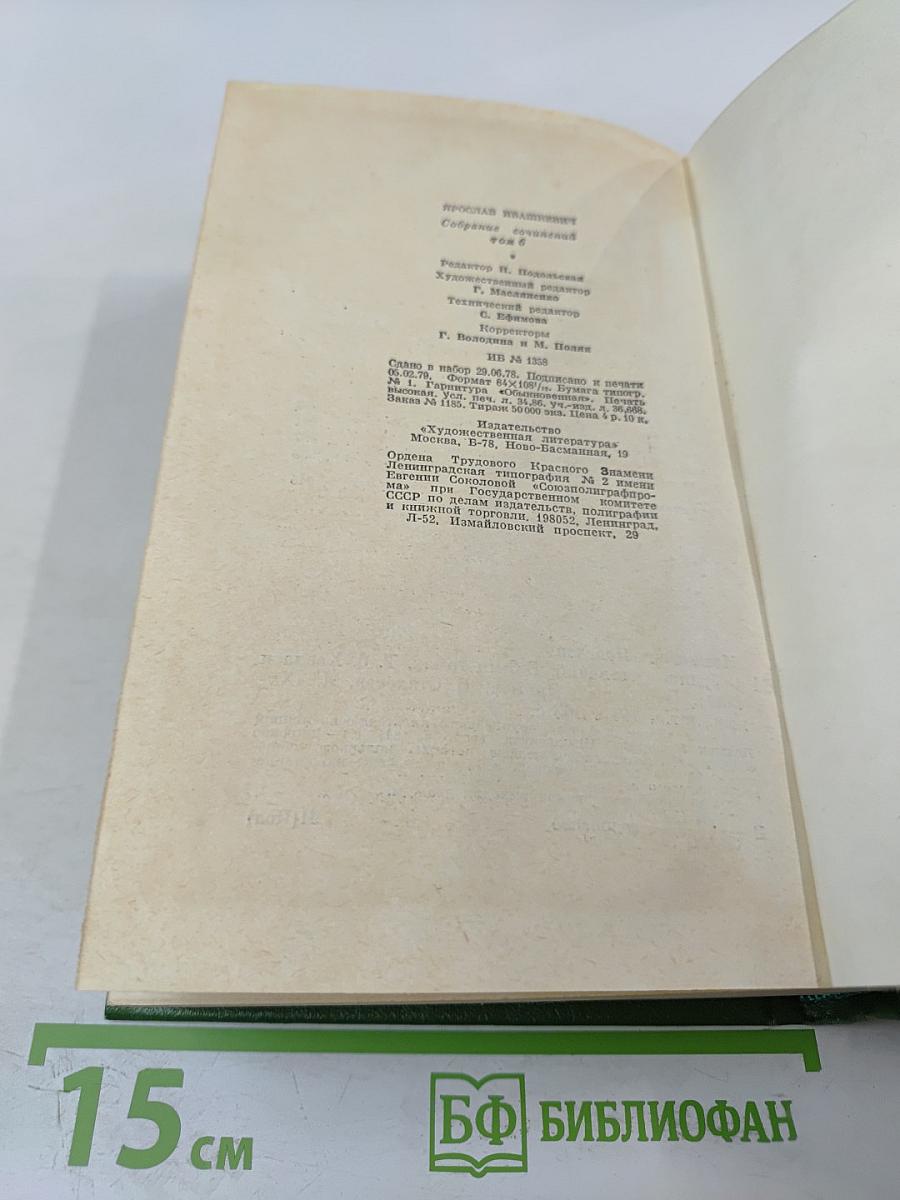 ЯРОСЛАВ ИВАШКЕВИЧ
Собрание сочинений
том 6
Редактор И. Подольская
Художественный редактор
Г. Масляненко
Технический редактор
С. Ефимова
Корректоры
Г. Володина и М. Поляк
ИБ № 1358
Сдано в набор 29.06.78. Подписано к печати
05.02.79. Формат 84×108¹/₃₂. Бумага типогр.
№ 1. Гарнитура «Обыкновенная». Печать
высокая. Усл. печ. л. 34,86. уч.-изд. л. 36,668.
Заказ № 1185. Тираж 50 000 экз. Цена 4 р. 10 к.
Издательство
«Художественная литература»
Москва, Б-78, Ново-Басманная, 19
Ордена Трудового Красного Знамени
Ленинградская типография № 2 имени
Евгении Соколовой «Союзполиграфпро-
ма» при Государственном комитете
СССР по делам издательств, полиграфии
и книжной торговли. 198052, Ленинград,
Л-52, Измайловский проспект, 29
15 см
БФ БИБЛИОФАН